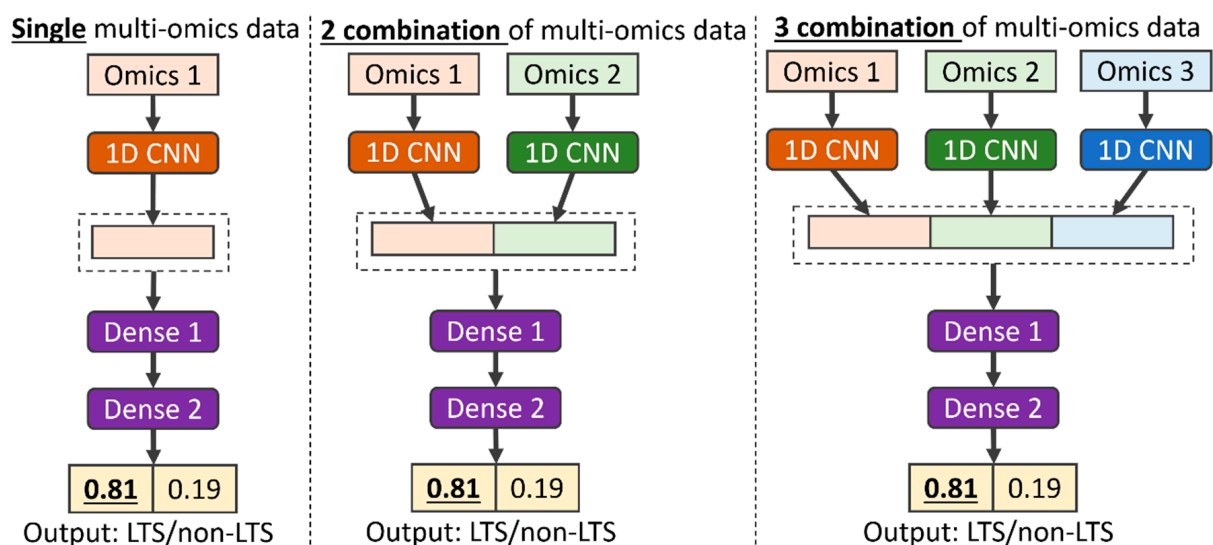 Single multi-omics data
Omics 1
1D CNN
Dense 1
Dense 2
0.81 0.19
Output: LTS/non-LTS
2 combination of multi-omics data
Omics 1 Omics 2
1D CNN 1D CNN
Dense 1
Dense 2
0.81 0.19
Output: LTS/non-LTS
3 combination of multi-omics data
Omics 1 Omics 2 Omics 3
1D CNN 1D CNN 1D CNN
Dense 1
Dense 2
0.81 0.19
Output: LTS/non-LTS